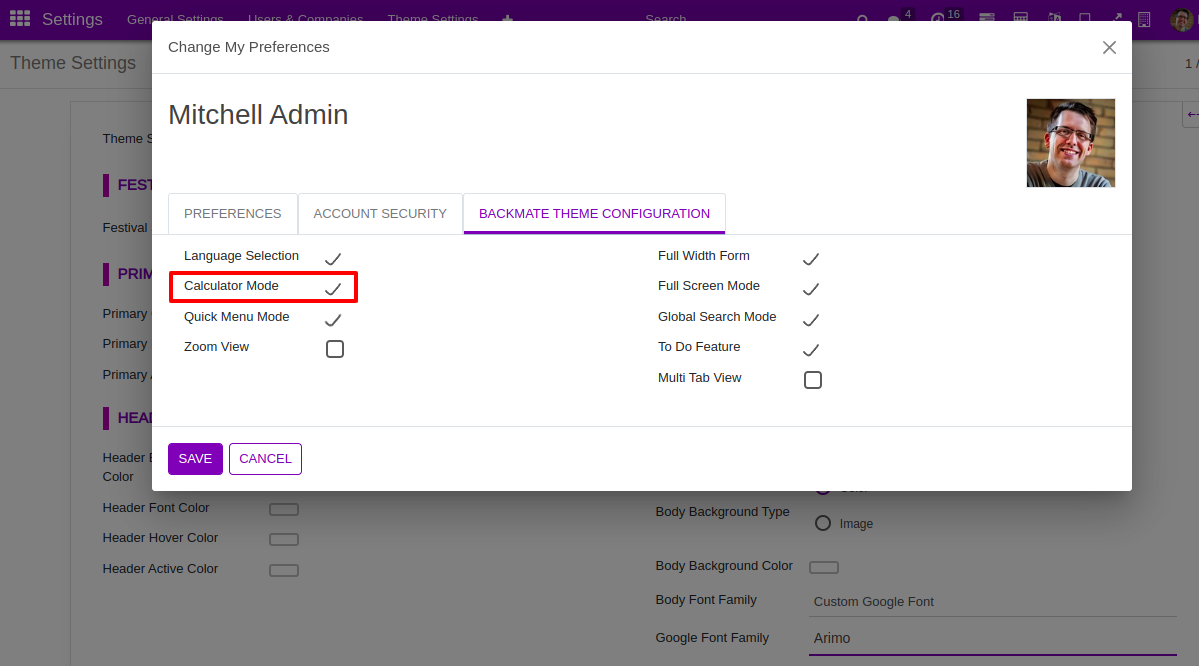 Settings General Settings Users & Companies Theme Settings Search 4 16
Change My Preferences
Theme Settings
1 /
Mitchell Admin
Theme S
FEST
PREFERENCES ACCOUNT SECURITY BACKMATE THEME CONFIGURATION
Festival
Language Selection Full Width Form
PRIM
Calculator Mode Full Screen Mode
Primary
Quick Menu Mode Global Search Mode
Primary
Zoom View To Do Feature
Primary
Multi Tab View
HEAD
Header
Color
SAVE CANCEL
Header Font Color
Body Background Type
Image
Header Hover Color
Header Active Color
Body Background Color
Body Font Family Custom Google Font
Google Font Family Arimo